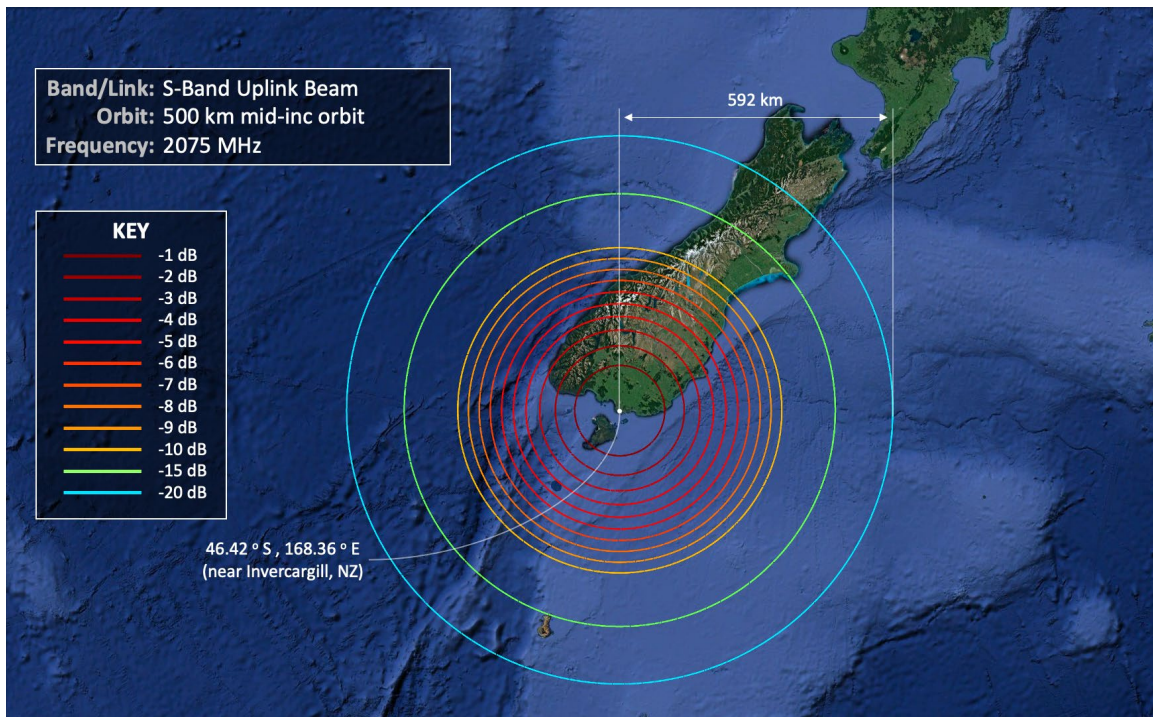 Band/Link: S-Band Uplink Beam
Orbit: 500 km mid-inc orbit
Frequency: 2075 MHz
592 km
KEY
-1 dB
-2 dB
-3 dB
-4 dB
-5 dB
-6 dB
-7 dB
-8 dB
-9 dB
-10 dB
-15 dB
-20 dB
46.42 º S , 168.36 º E
(near Invercargill, NZ)